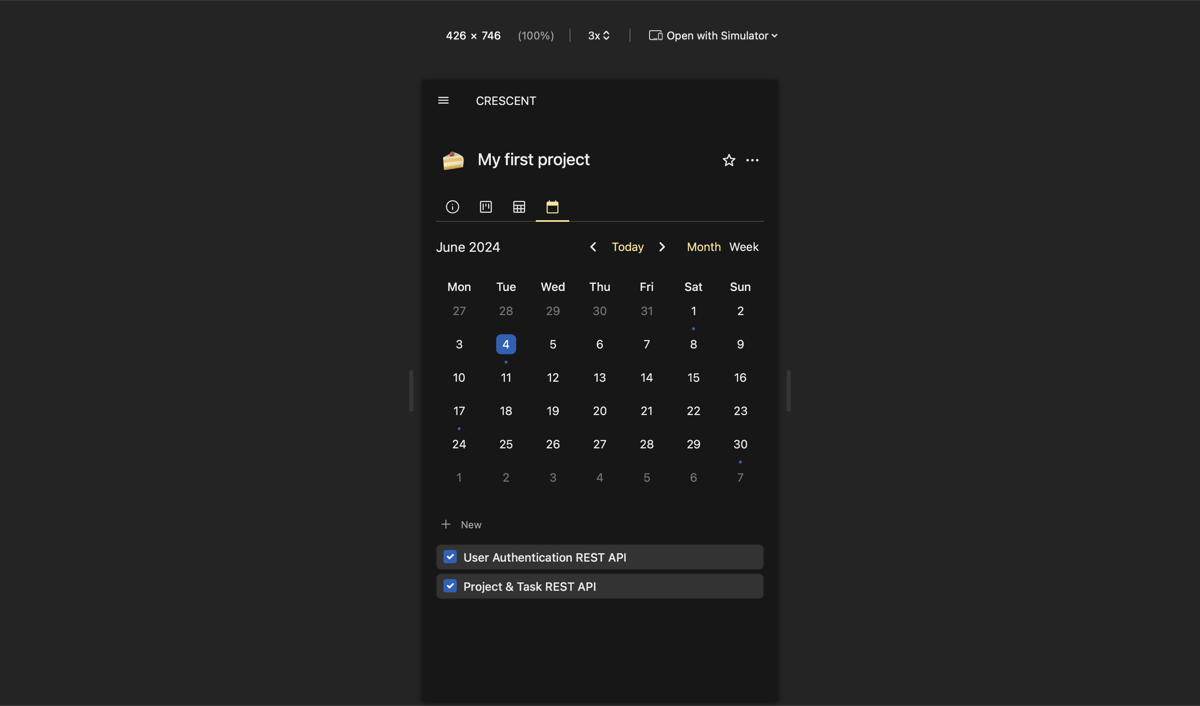 426 × 746 (100%) 3x Open with Simulator
CRESCENT
My first project
June 2024 Today Month Week
Mon Tue Wed Thu Fri Sat Sun
27 28 29 30 31 1 2
3 4 5 6 7 8 9
10 11 12 13 14 15 16
17 18 19 20 21 22 23
24 25 26 27 28 29 30
1 2 3 4 5 6 7
New
User Authentication REST API
Project & Task REST API